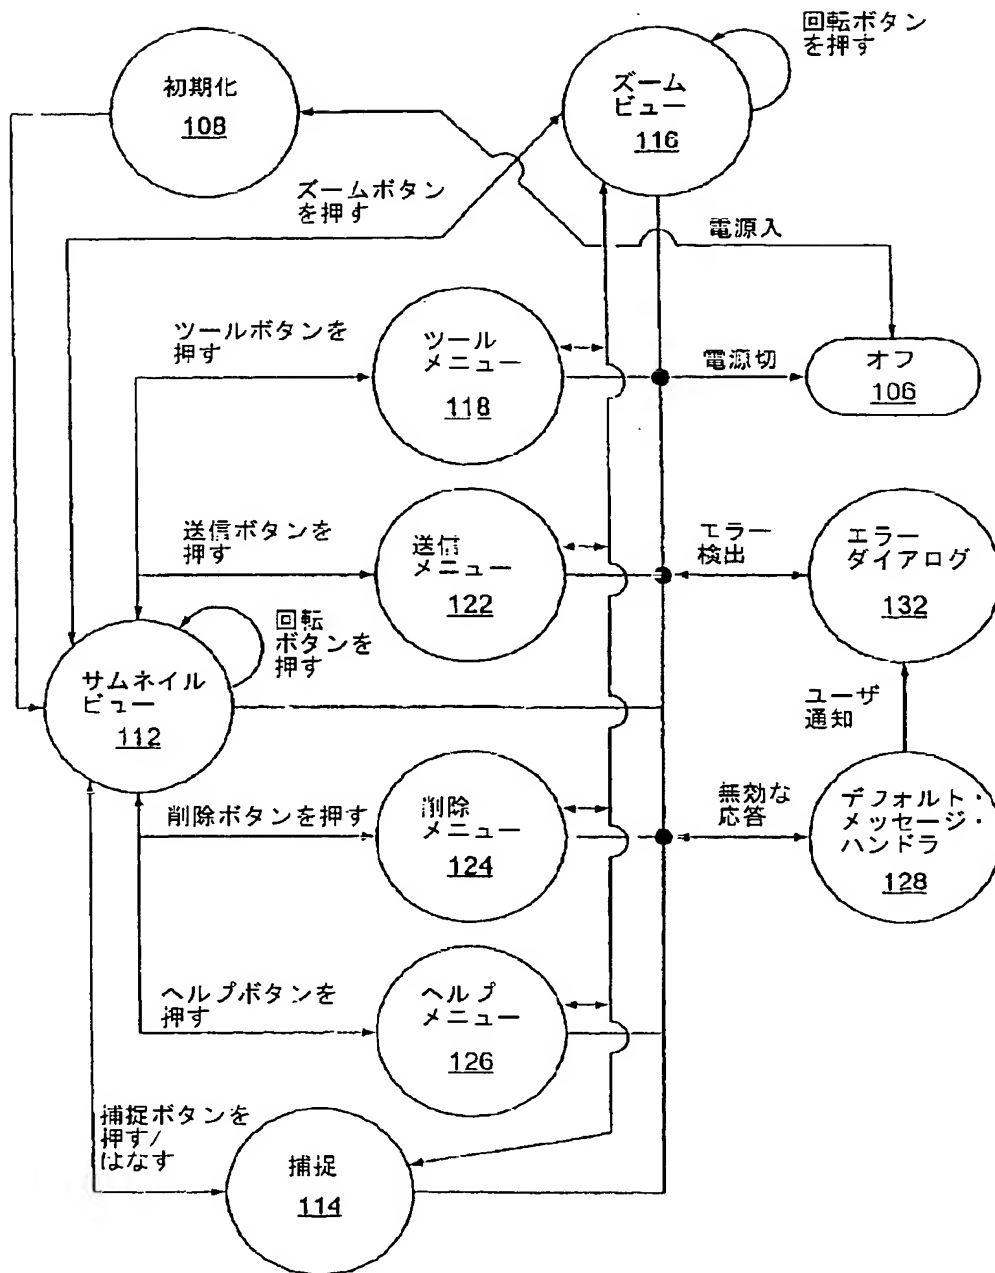 回転ボタン
を押す
初期化
108
ズーム
ビュー
116
ズームボタン
を押す
電源入
ツールボタンを
押す
ツール
メニュー
118
電源切
オフ
106
送信ボタンを
押す
送信
メニュー
122
エラー
検出
エラー
ダイアログ
132
回転
ボタンを
押す
サムネイル
ビュー
112
ユーザ
通知
削除ボタンを押す
削除
メニュー
124
無効な
応答
デフォルト・
メッセージ・
ハンドラ
128
ヘルプボタンを
押す
ヘルプ
メニュー
126
捕捉ボタンを
押す/
はなす
捕捉
114